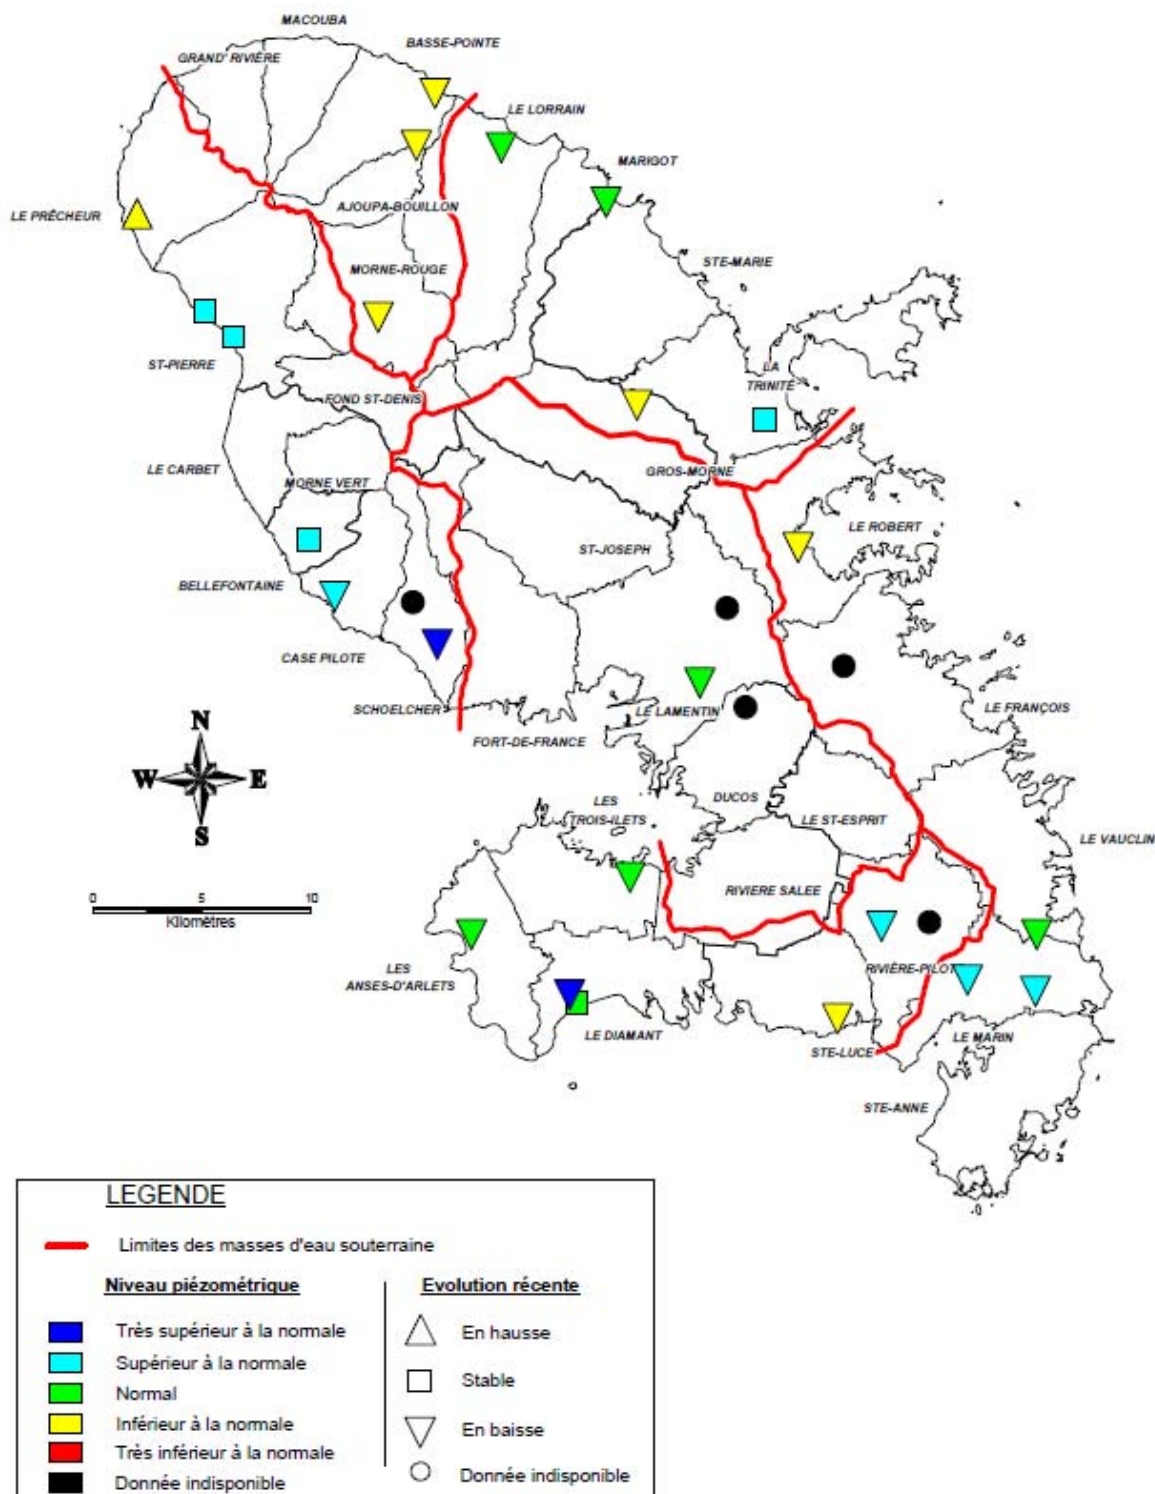 MACOUBA
BASSE-POINTE
GRAND' RIVIÈRE
LE LORRAIN
MARIGOT
LE PRÊCHEUR
AJOUPA-BOUILLON
STE-MARIE
MORNE-ROUGE
ST-PIERRE
LA
TRINITÉ
FOND ST-DENIS
LE CARBET
MORNE VERT
GROS-MORNE
LE ROBERT
ST-JOSEPH
BELLEFONTAINE
CASE PILOTE
SCHOELCHER
LE LAMENTIN
LE FRANÇOIS
FORT-DE-FRANCE
N
W
E
S
LES
TROIS-ILETS
DUCOS
LE ST-ESPRIT
LE VAUCLIN
RIVIERE SALEE
0
5
10
Kilomètres
LES
ANSES-D'ARLETS
RIVIÈRE-PILOT
LE DIAMANT
STE-LUCE
LE MARIN
STE-ANNE
LEGENDE
Limites des masses d'eau souterraine
Niveau piézométrique
Evolution récente
Très supérieur à la normale
En hausse
Supérieur à la normale
Stable
Normal
Inférieur à la normale
En baisse
Très inférieur à la normale
Donnée indisponible
Donnée indisponible